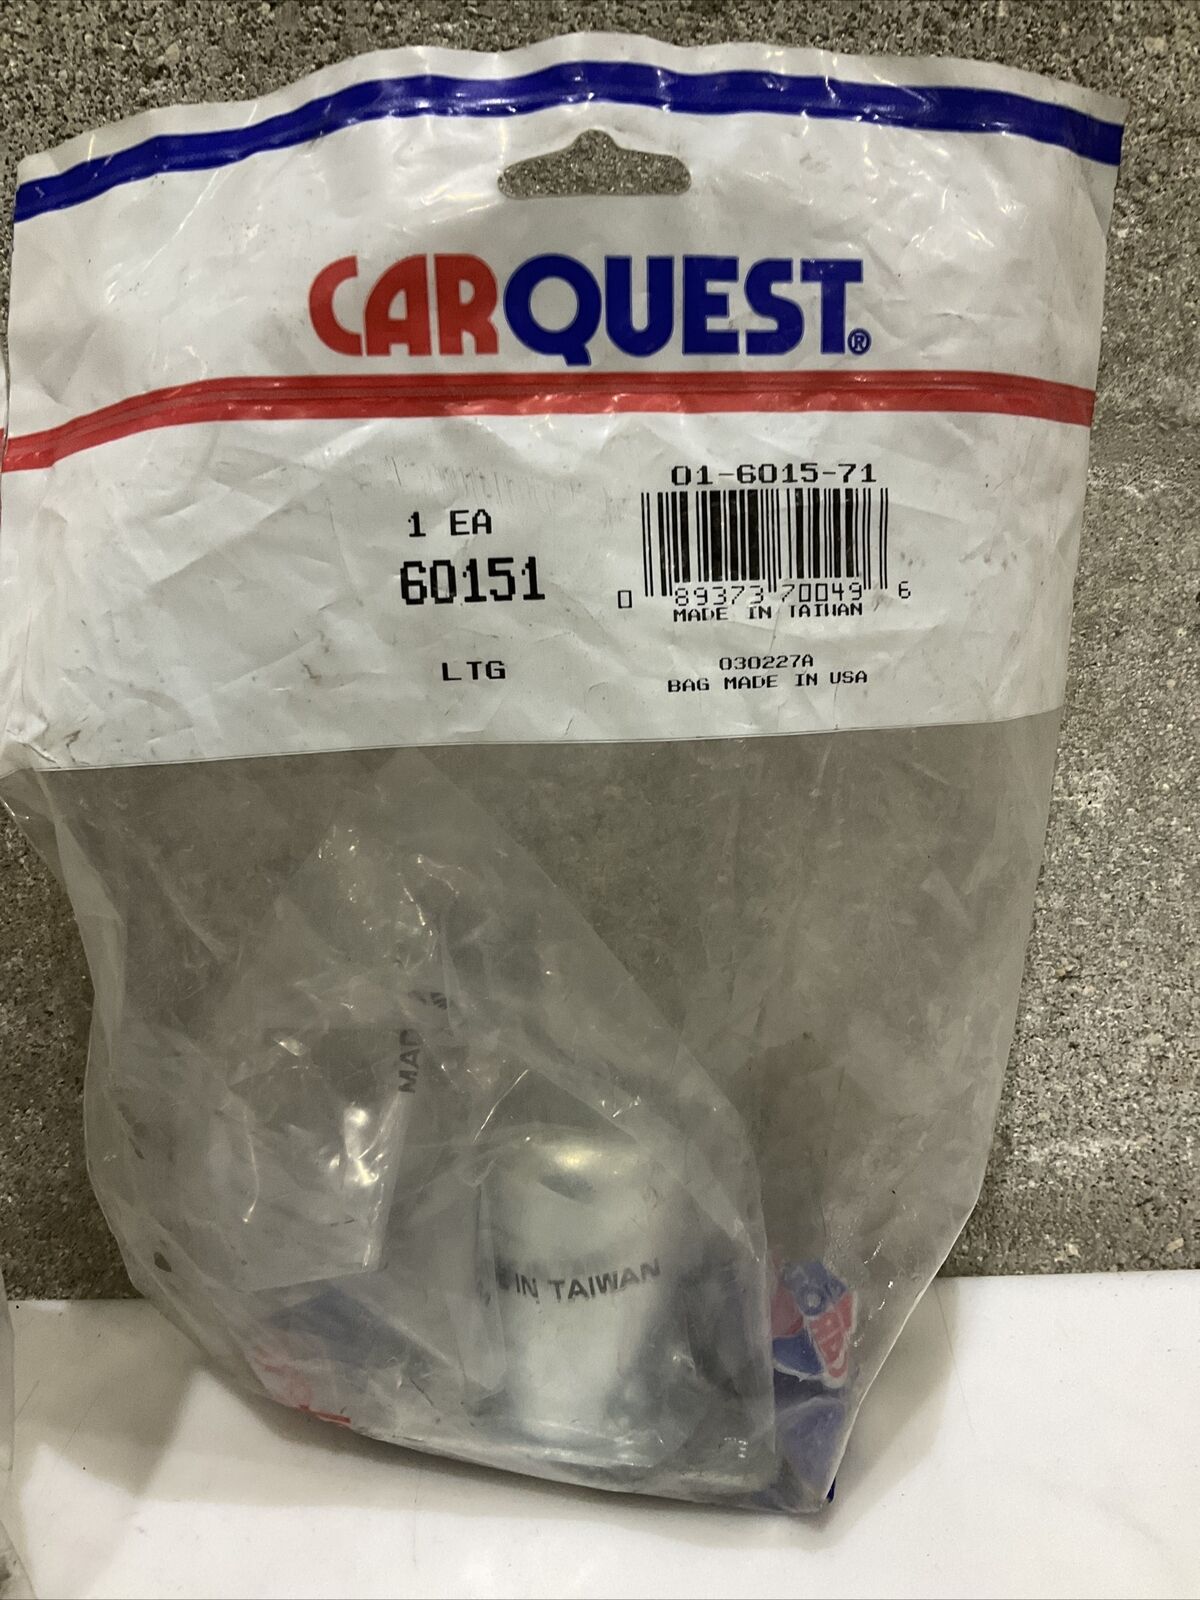 CARQUEST®
01-6015-71
1 EA
60151
0 89373 70049 6
MADE IN TAIWAN
LTG
030227A
BAG MADE IN USA
IN TAIWAN